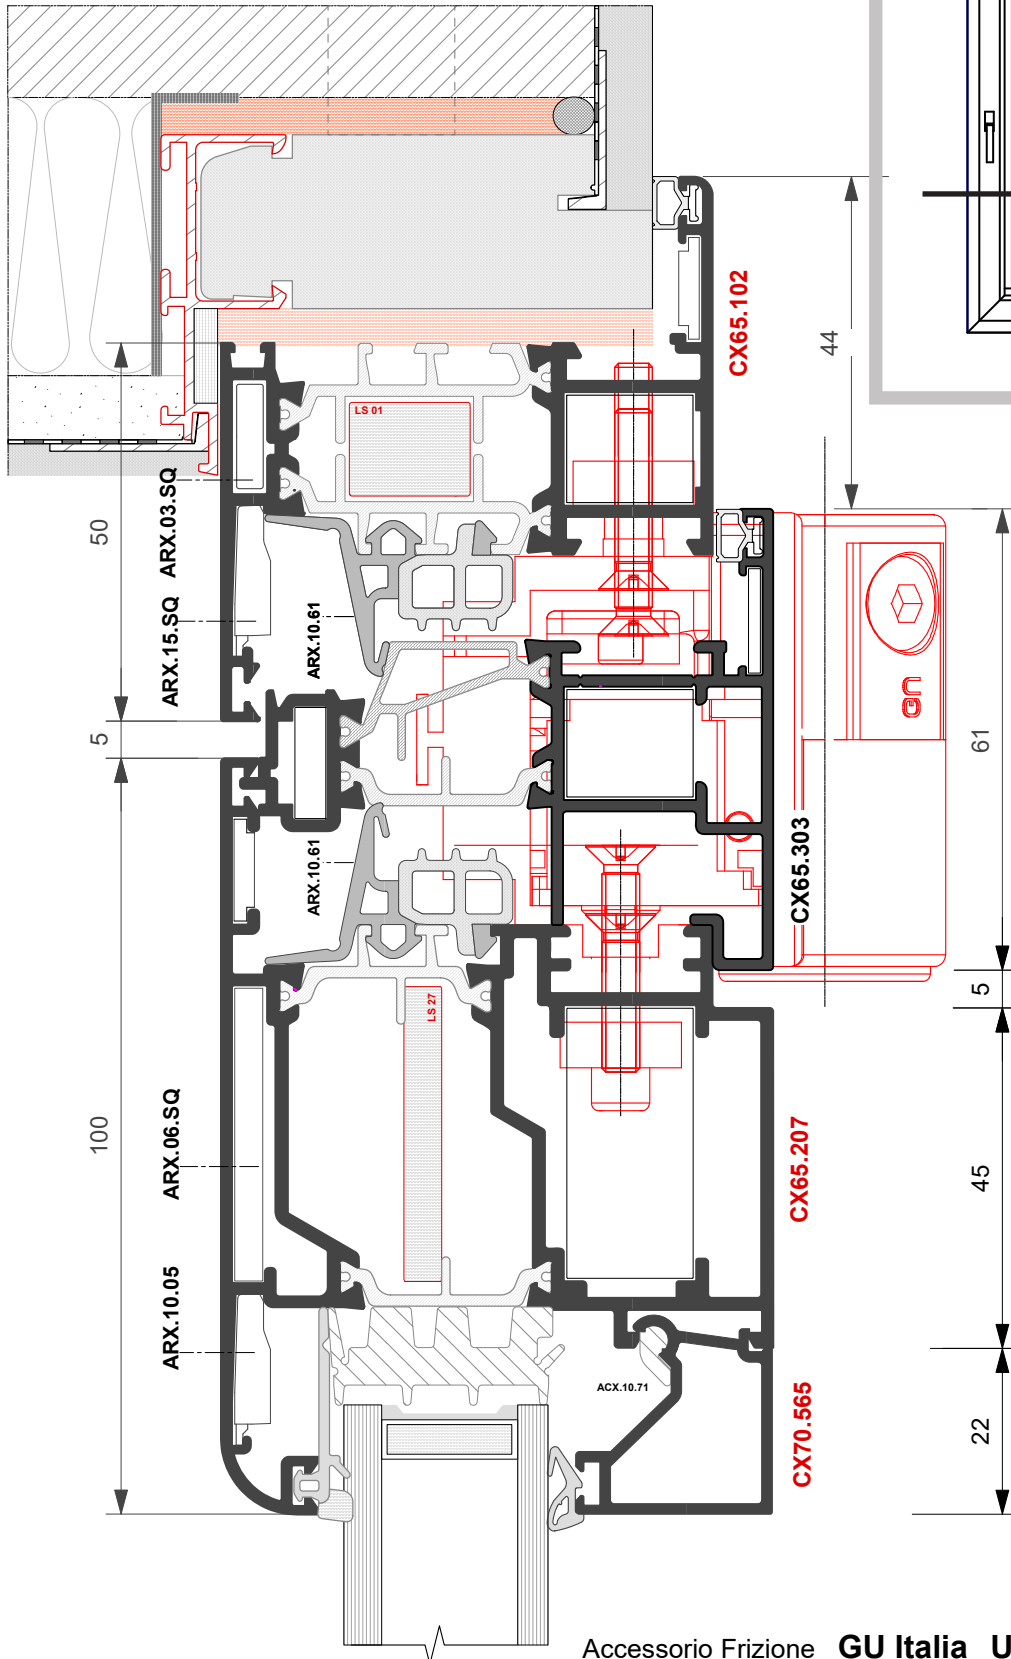 CX65.102
44
LS 01
ARX.03.SQ
50
ARX.15.SQ
ARX.10.61
5
61
ARX.10.61
CX65.303
LS 27
5
100
ARX.06.SQ
CX65.207
45
ARX.10.05
ACX.10.71
CX70.565
22
Accessorio Frizione GU Italia U